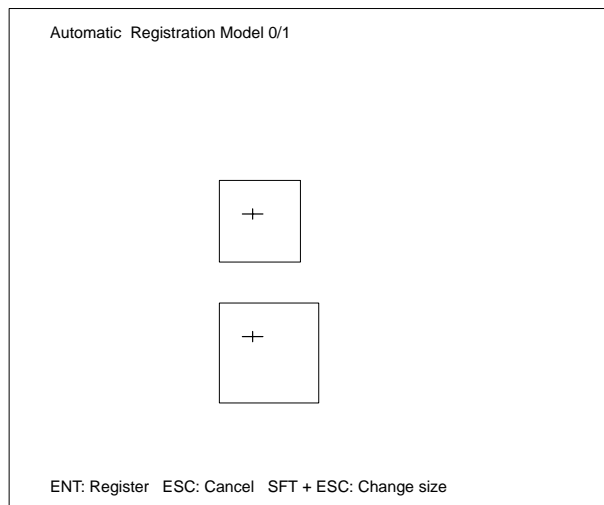 Automatic  Registration Model 0/1
ENT: Register   ESC: Cancel   SFT + ESC: Change size